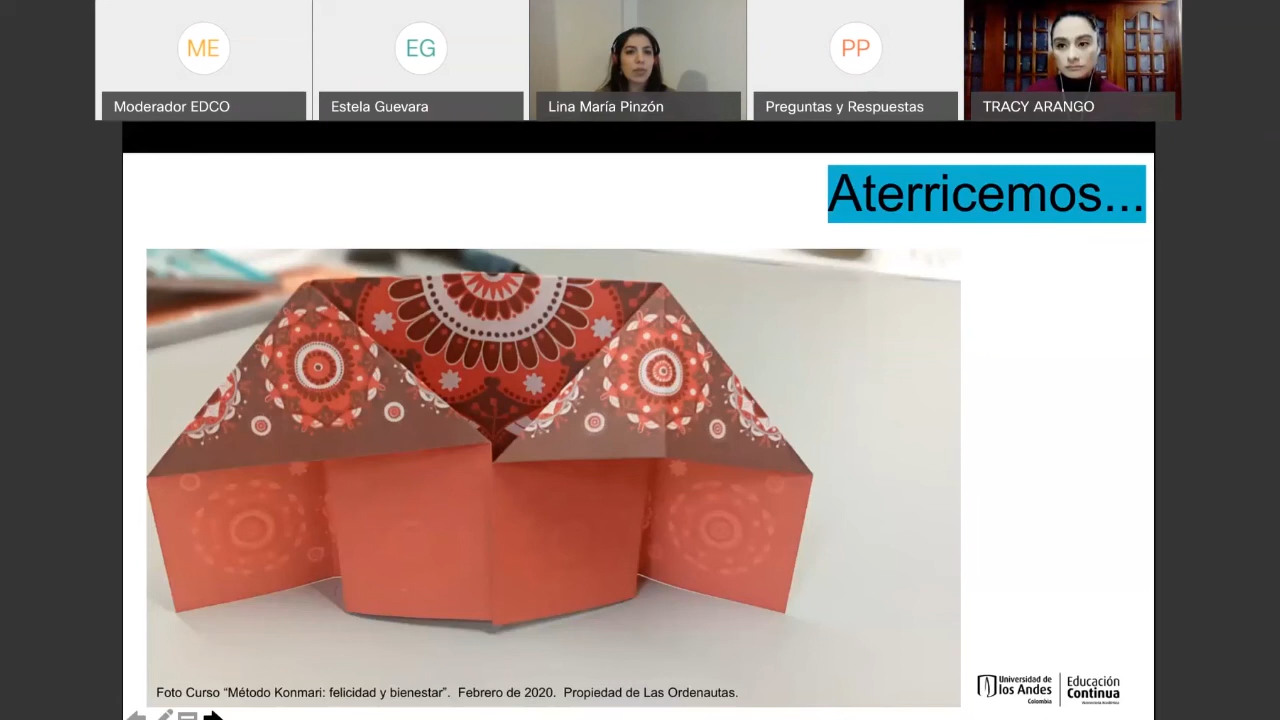 ME
EG
PP
Moderador EDCO
Estela Guevara
Lina María Pinzón
Preguntas y Respuestas
TRACY ARANGO
Aterricemos...
Foto Curso “Método Konmari: felicidad y bienestar”. Febrero de 2020. Propiedad de Las Ordenautas.
Universidad de
los Andes
Colombia
Educación
Continua